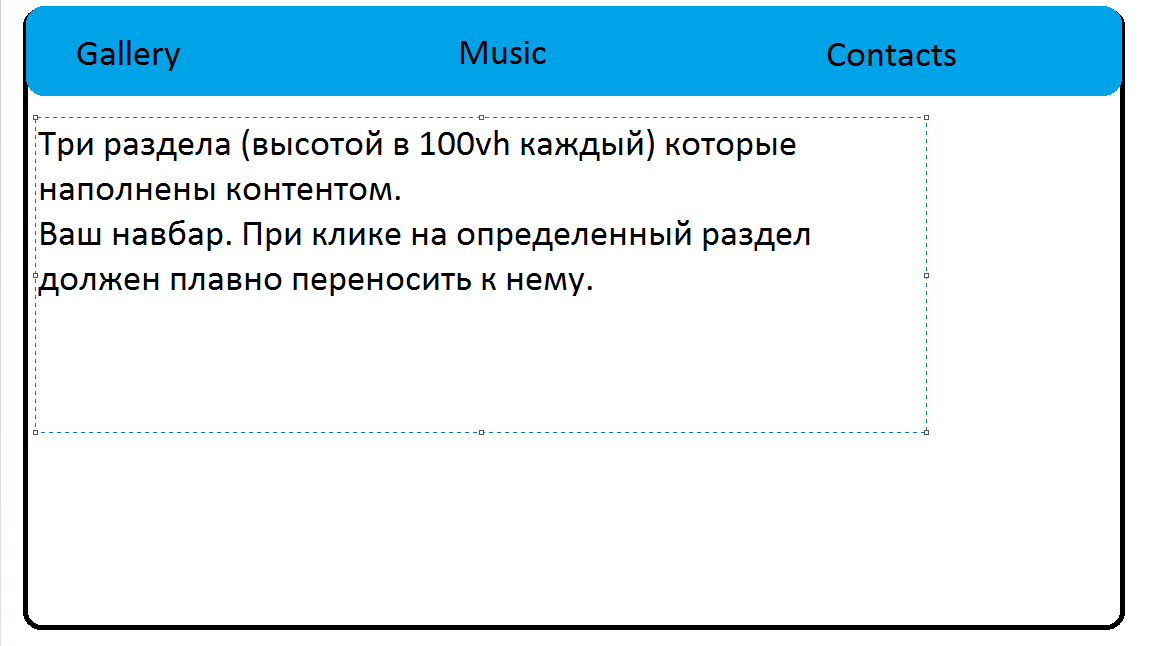 Gallery Music Contacts
Три раздела (высотой в 100vh каждый) которые
наполнены контентом.
Ваш навбар. При клике на определенный раздел
должен плавно переносить к нему.